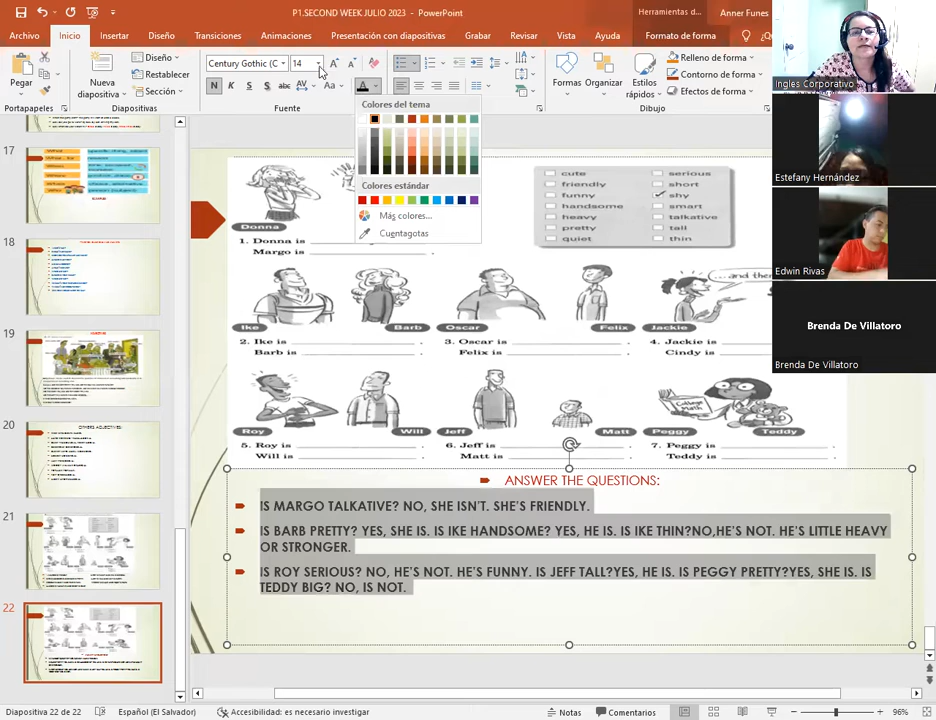 P1.SECOND WEEK JULIO 2023 - PowerPoint
Herramientas d...
Anner Funes
Archivo
Inicio
Insertar
Diseño
Transiciones
Animaciones
Presentación con diapositivas
Grabar
Revisar
Vista
Ayuda
Formato de forma
Pegar
Nueva
diapositiva
Diseño
Restablecer
Sección
Century Gothic (C
14
N K S abc AV Aa A
Formas
Organizar
Estilos
rápidos
Relleno de forma
Contorno de forma
Efectos de forma
Portapapeles
Diapositivas
Fuente
Dibujo
Colores del tema
Colores estándar
Más colores...
Cuentagotas
Ingles Corporativo
Estefany Hernández
Edwin Rivas
Brenda De Villatoro
Brenda De Villatoro
17
18
19
20
21
22
cute
friendly
funny
handsome
heavy
pretty
quiet
serious
short
shy
smart
talkative
tall
thin
Donna
1. Donna is
Margo is
and the
Ike
Barb
Oscar
Felix
Jackie
2. Ike is
Barb is
3. Oscar is
Felix is
4. Jackie is
Cindy is
College
Math
Roy
Will
Jeff
Matt
Peggy
Teddy
5. Roy is
Will is
6. Jeff is
Matt is
7. Peggy is
Teddy is
ANSWER THE QUESTIONS:
IS MARGO TALKATIVE? NO, SHE ISN'T. SHE'S FRIENDLY.
IS BARB PRETTY? YES, SHE IS. IS IKE HANDSOME? YES, HE IS. IS IKE THIN?NO,HE'S NOT. HE'S LITTLE HEAVY
OR STRONGER.
IS ROY SERIOUS? NO, HE'S NOT. HE'S FUNNY. IS JEFF TALL?YES, HE IS. IS PEGGY PRETTY?YES, SHE IS. IS
TEDDY BIG? NO, IS NOT.
Diapositiva 22 de 22
Español (El Salvador)
Accesibilidad: es necesario investigar
Notas
Comentarios
96%